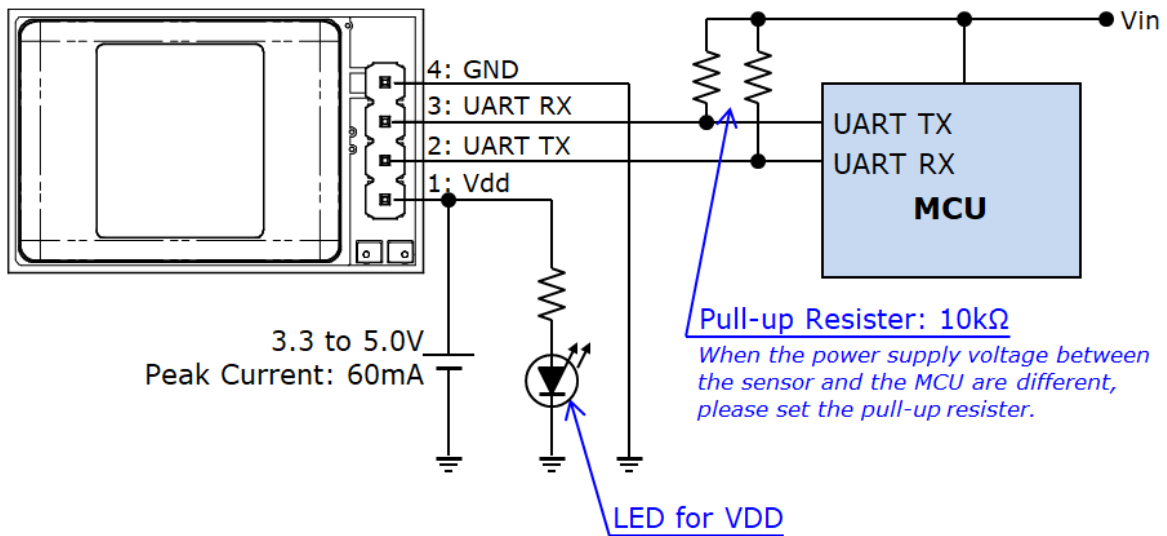 Vin
4: GND
3: UART RX
2: UART TX
1: Vdd
UART TX
UART RX
MCU
3.3 to 5.0V
Peak Current: 60mA
Pull-up Resister: 10kΩ
When the power supply voltage between
the sensor and the MCU are different,
please set the pull-up resister.
LED for VDD